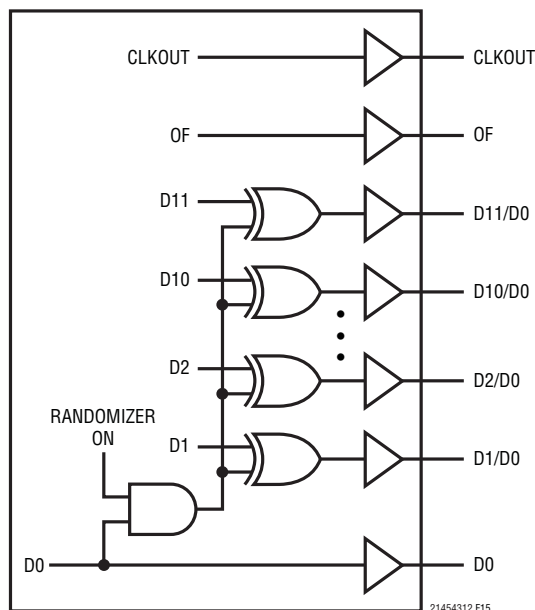 CLKOUT
CLKOUT
OF
OF
D11
D11/D0
D10
D10/D0
D2
D2/D0
RANDOMIZER
ON
D1
D1/D0
D0
D0
21454312 F15